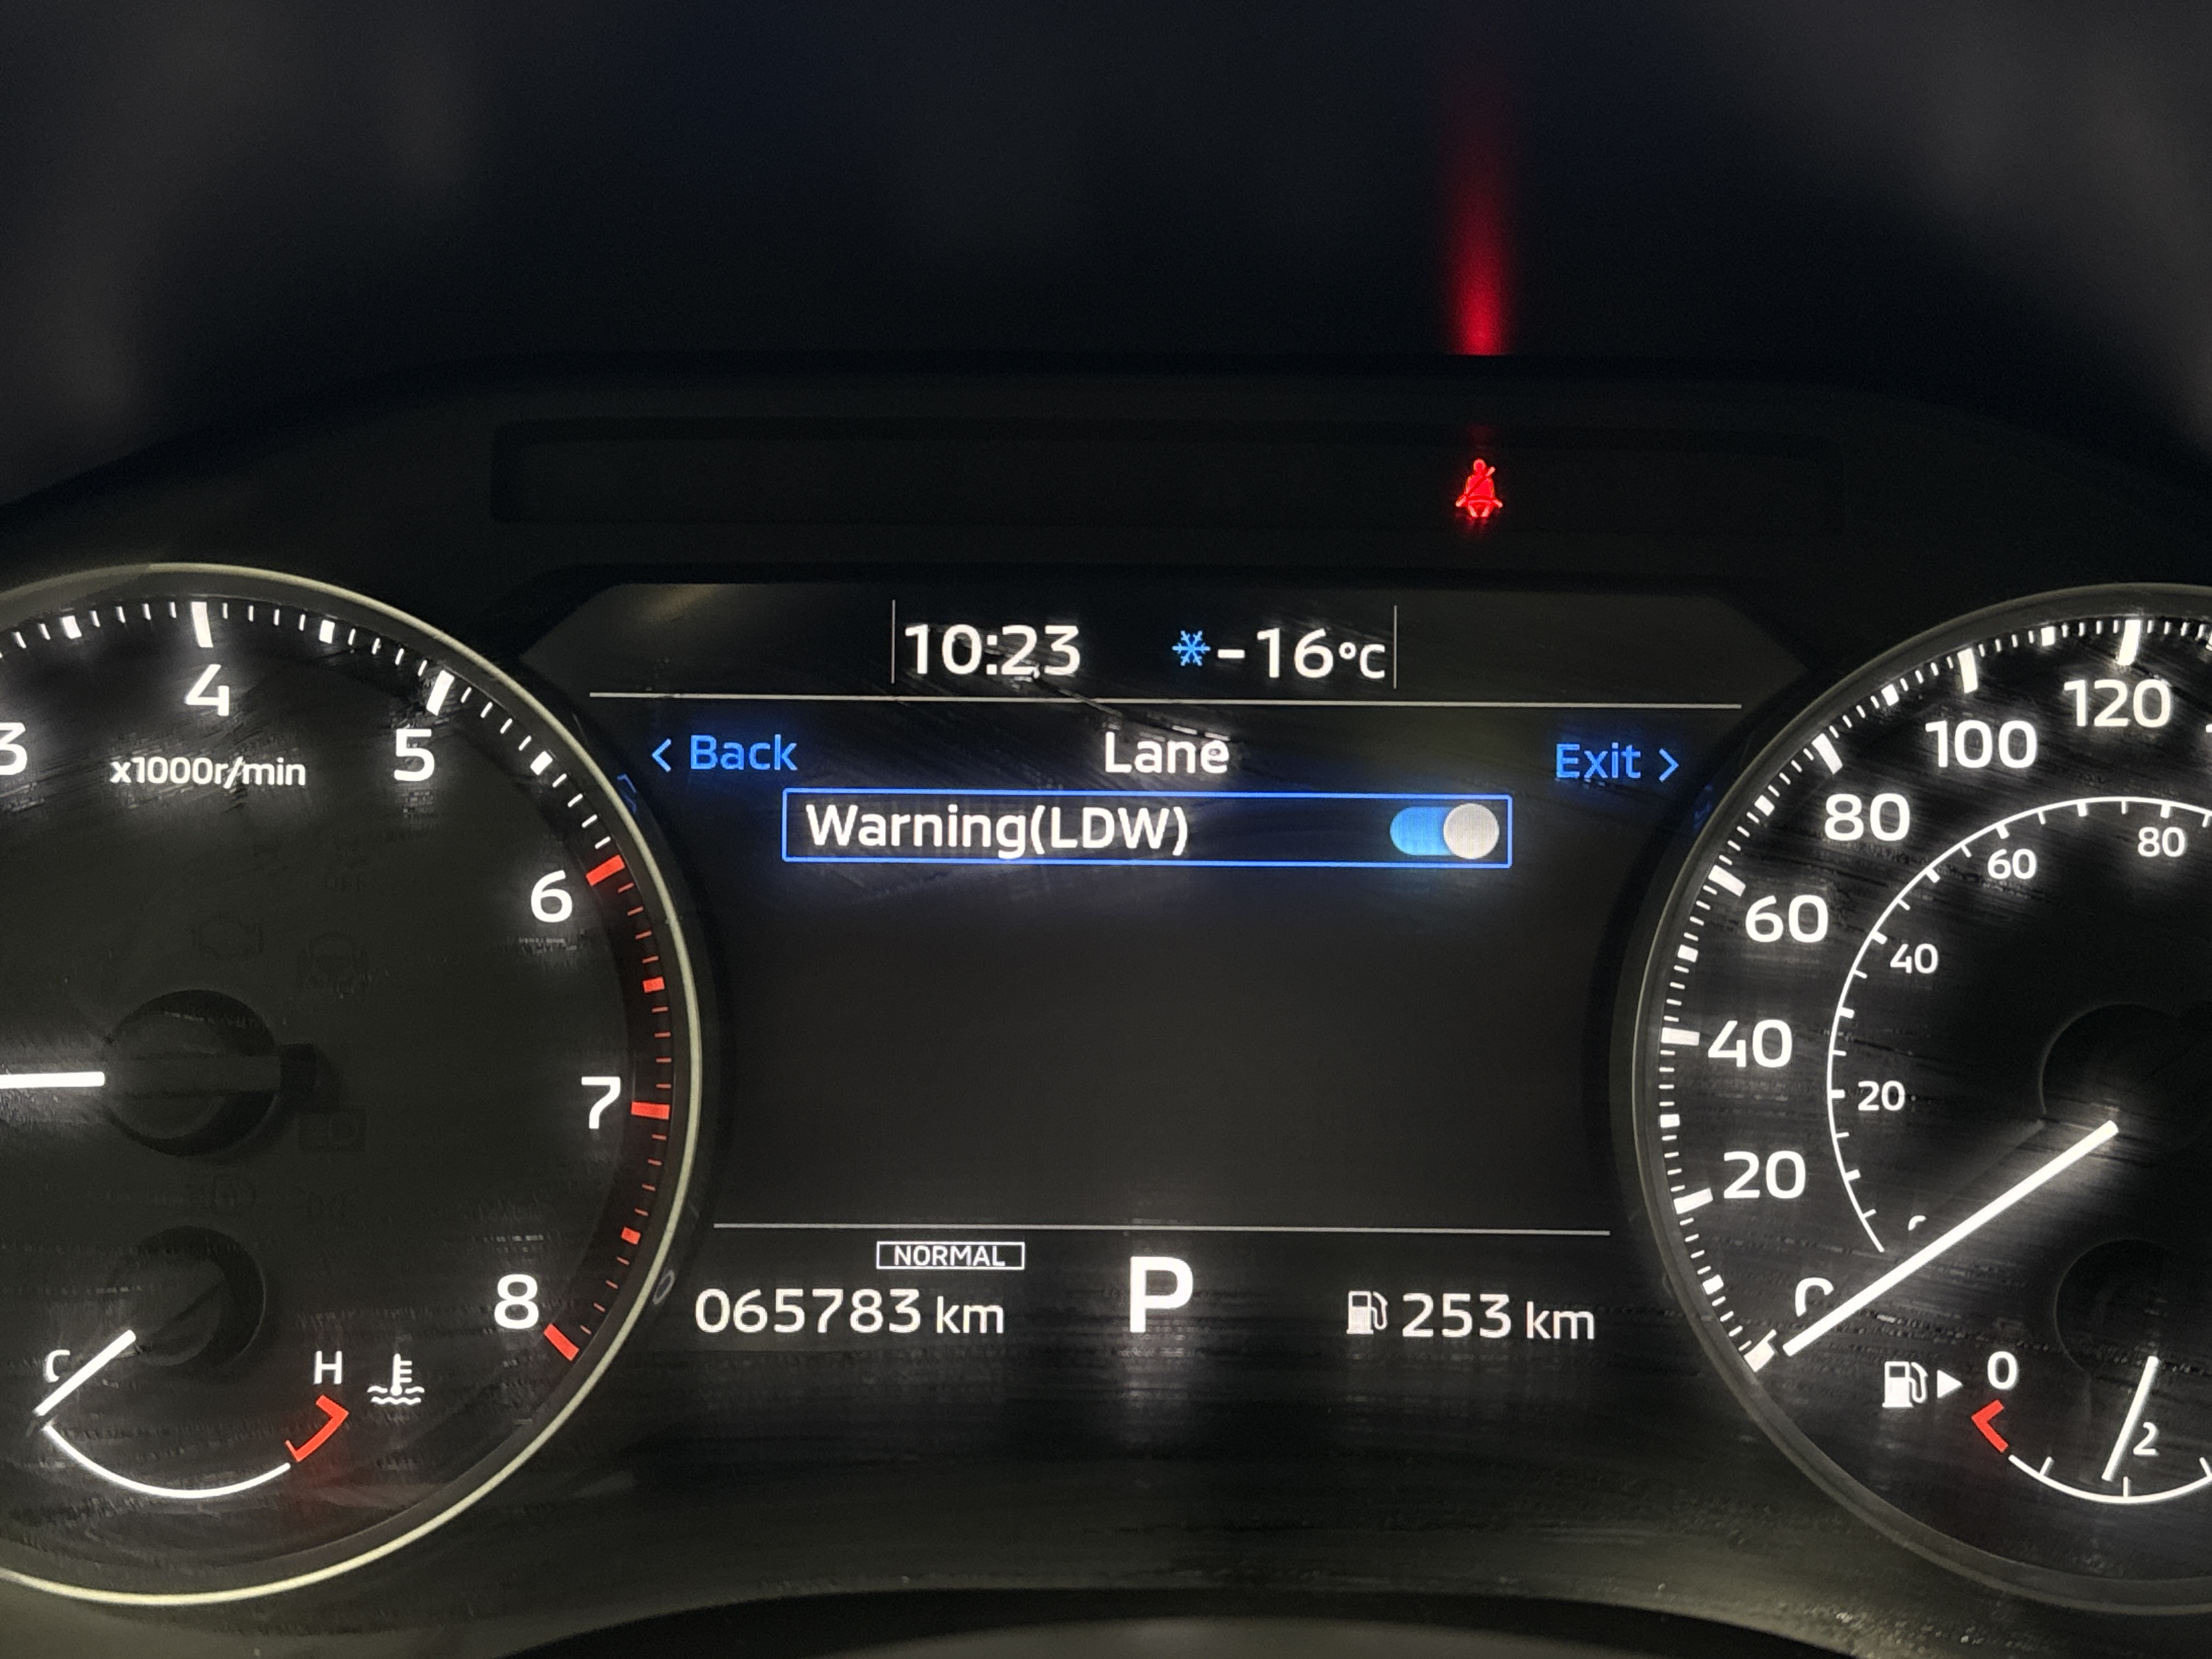 10:23 -16°C
< Back Lane Exit >
Warning(LDW)
3 4 5 6 7 8
x1000r/min
C H
20 40 60 80 100 120
20 40 60 80
0 2
NORMAL
065783 km P 253 km